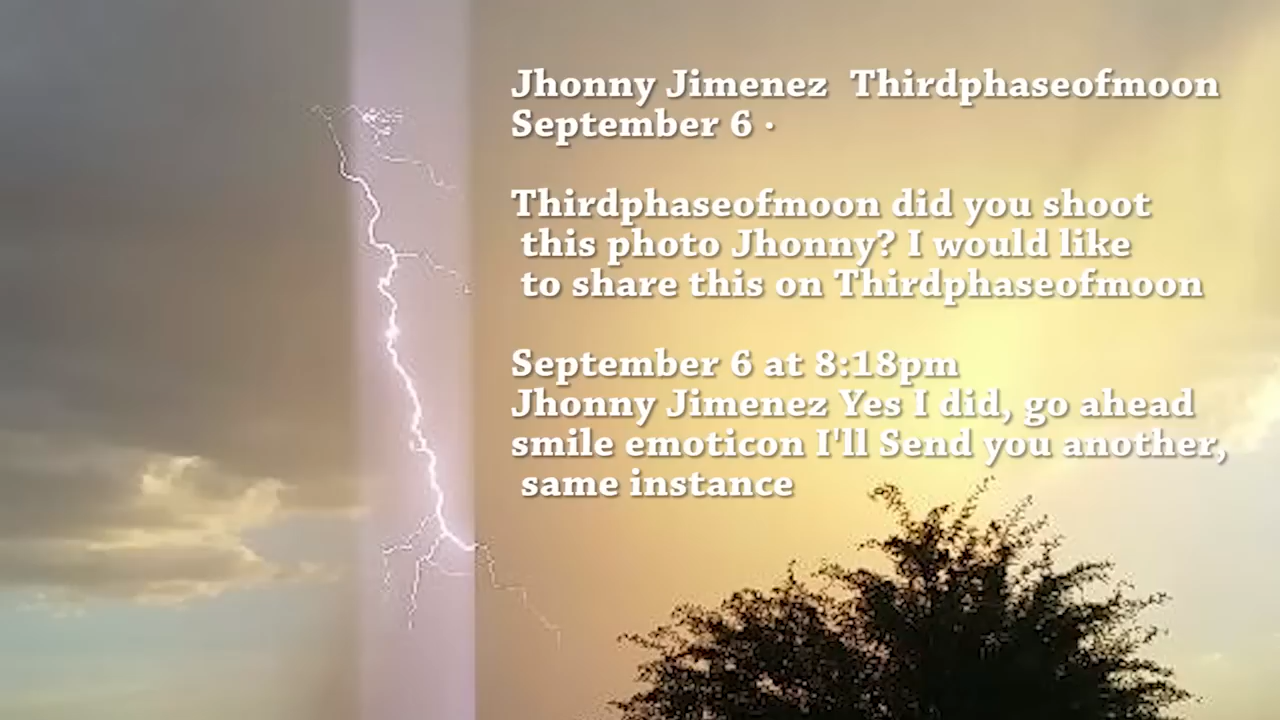 Jhonny Jimenez Thirdphaseofmoon
September 6 ·
Thirdphaseofmoon did you shoot
this photo Jhonny? I would like
to share this on Thirdphaseofmoon
September 6 at 8:18pm
Jhonny Jimenez Yes I did, go ahead
smile emoticon I'll Send you another,
same instance